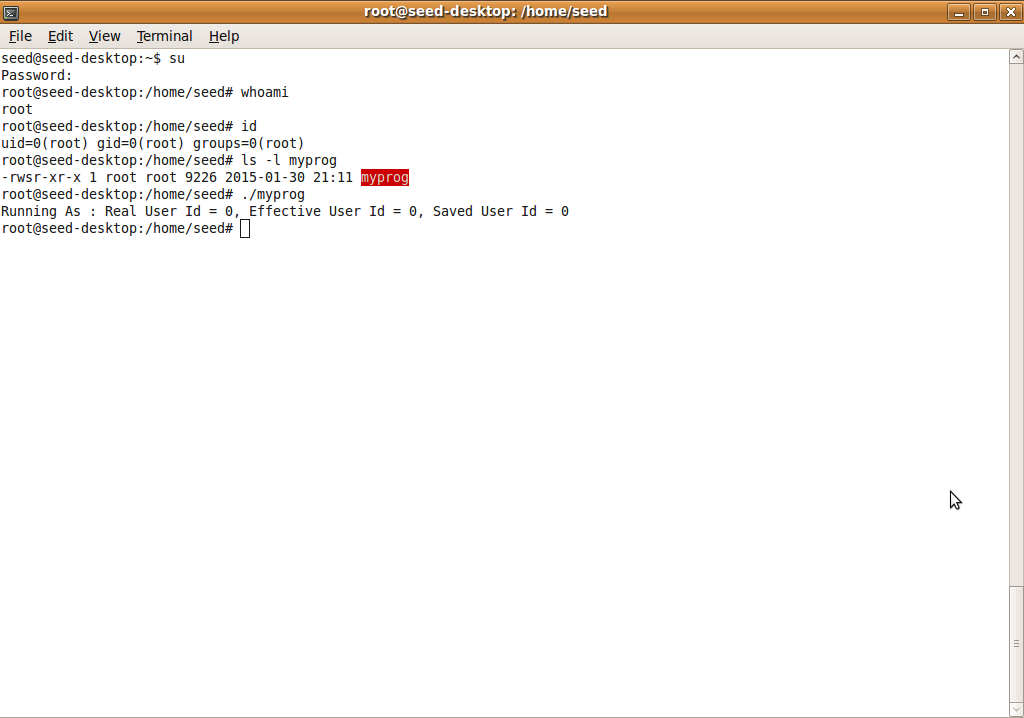 root@seed-desktop: /home/seed
File Edit View Terminal Help
seed@seed-desktop:~$ su
Password:
root@seed-desktop:/home/seed# whoami
root
root@seed-desktop:/home/seed# id
uid=0(root) gid=0(root) groups=0(root)
root@seed-desktop:/home/seed# ls -l myprog
-rwsr-xr-x 1 root root 9226 2015-01-30 21:11 myprog
root@seed-desktop:/home/seed# ./myprog
Running As : Real User Id = 0, Effective User Id = 0, Saved User Id = 0
root@seed-desktop:/home/seed#